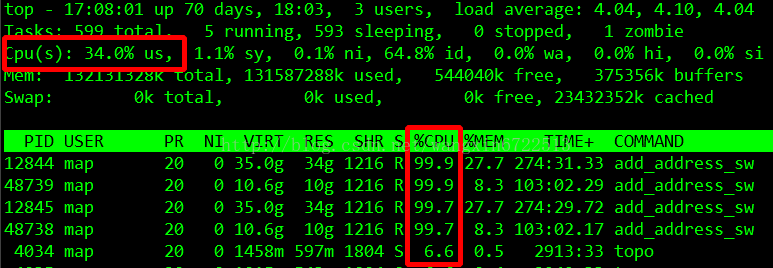 top - 17:08:01 up 70 days, 18:03,  3 users,  load average: 4.04, 4.10, 4.04
Tasks: 599 total,   5 running, 593 sleeping,   0 stopped,   1 zombie
Cpu(s): 34.0% us,  1.1% sy,  0.1% ni, 64.8% id,  0.0% wa,  0.0% hi,  0.0% si
Mem:  132131328k total, 131587288k used,   544040k free,   375356k buffers
Swap:        0k total,        0k used,        0k free, 23432352k cached
PID USER PR NI VIRT RES SHR S %CPU %MEM TIME+ COMMAND
12844 map 20 0 35.0g 34g 1216 R 99.9 27.7 274:31.33 add_address_sw
48739 map 20 0 10.6g 10g 1216 R 99.9 8.3 103:02.29 add_address_sw
12845 map 20 0 35.0g 34g 1216 R 99.7 27.7 274:29.72 add_address_sw
48738 map 20 0 10.6g 10g 1216 R 99.7 8.3 103:02.17 add_address_sw
4034 map 20 0 1458m 597m 1804 S 6.6 0.5 2913:33 topo